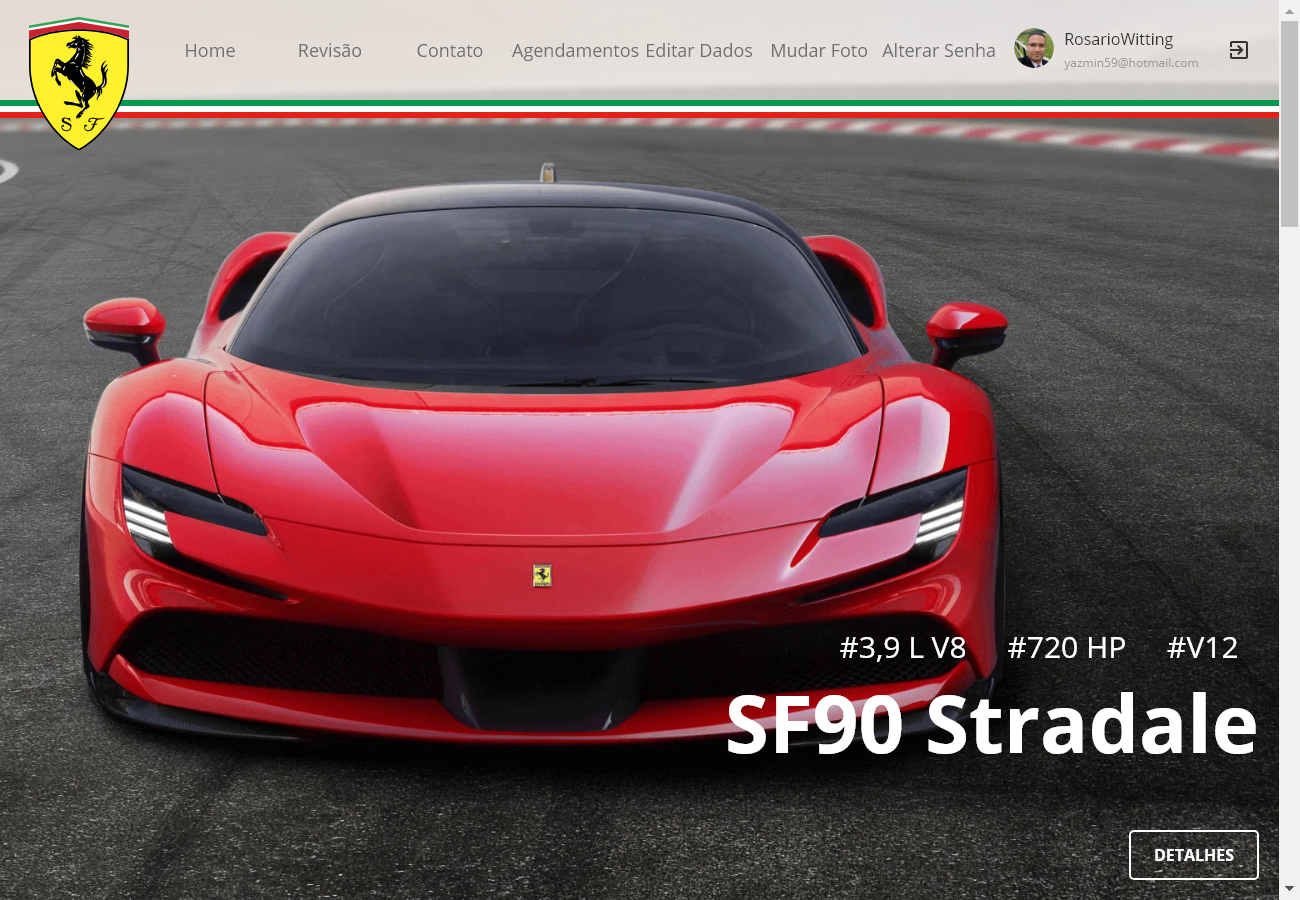 Home Revisão Contato Agendamentos Editar Dados Mudar Foto Alterar Senha RosarioWitting
yazmin59@hotmail.com
S F
#3,9 L V8 #720 HP #V12
SF90 Stradale
DETALHES